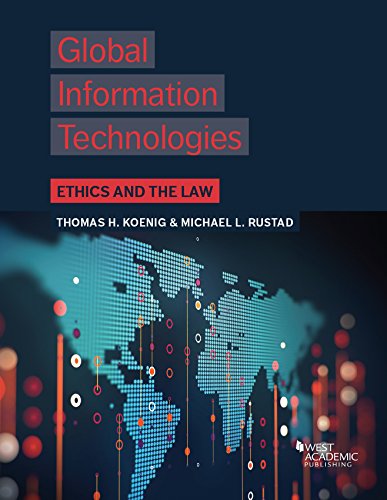 Global
Information
Technologies
ETHICS AND THE LAW
THOMAS H. KOENIG & MICHAEL L. RUSTAD
WEST
ACADEMIC
PUBLISHING